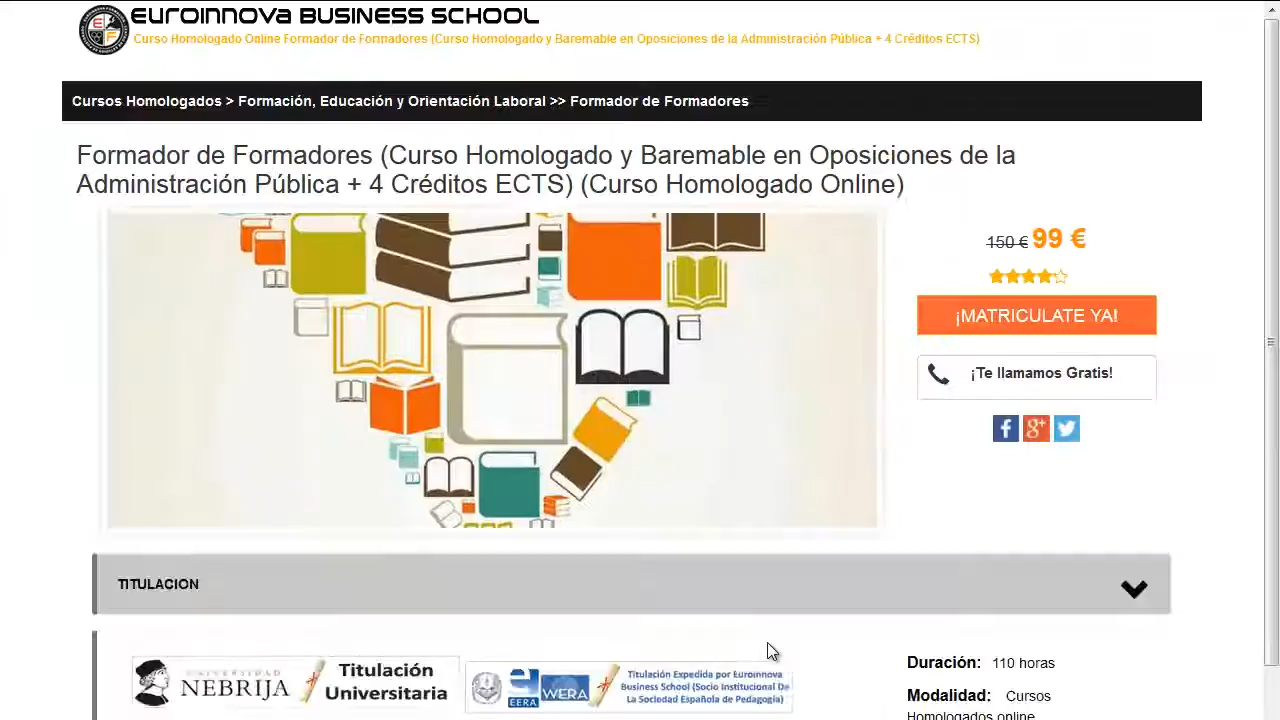 EUROINNOVA BUSINESS SCHOOL
Curso Homologado Online Formador de Formadores (Curso Homologado y Baremable en Oposiciones de la Administración Pública + 4 Créditos ECTS)
Cursos Homologados > Formación, Educación y Orientación Laboral >> Formador de Formadores
Formador de Formadores (Curso Homologado y Baremable en Oposiciones de la
Administración Pública + 4 Créditos ECTS) (Curso Homologado Online)
150 € 99 €
¡MATRICULATE YA!
¡Te llamamos Gratis!
TITULACION
UNIVERSIDAD
NEBRIJA
Titulación
Universitaria
EERA
WERA
Titulación Expedida por Euroinnova
Business School (Socio Institucional De
La Sociedad Española de Pedagogía)
Duración: 110 horas
Modalidad: Cursos
Homologados online